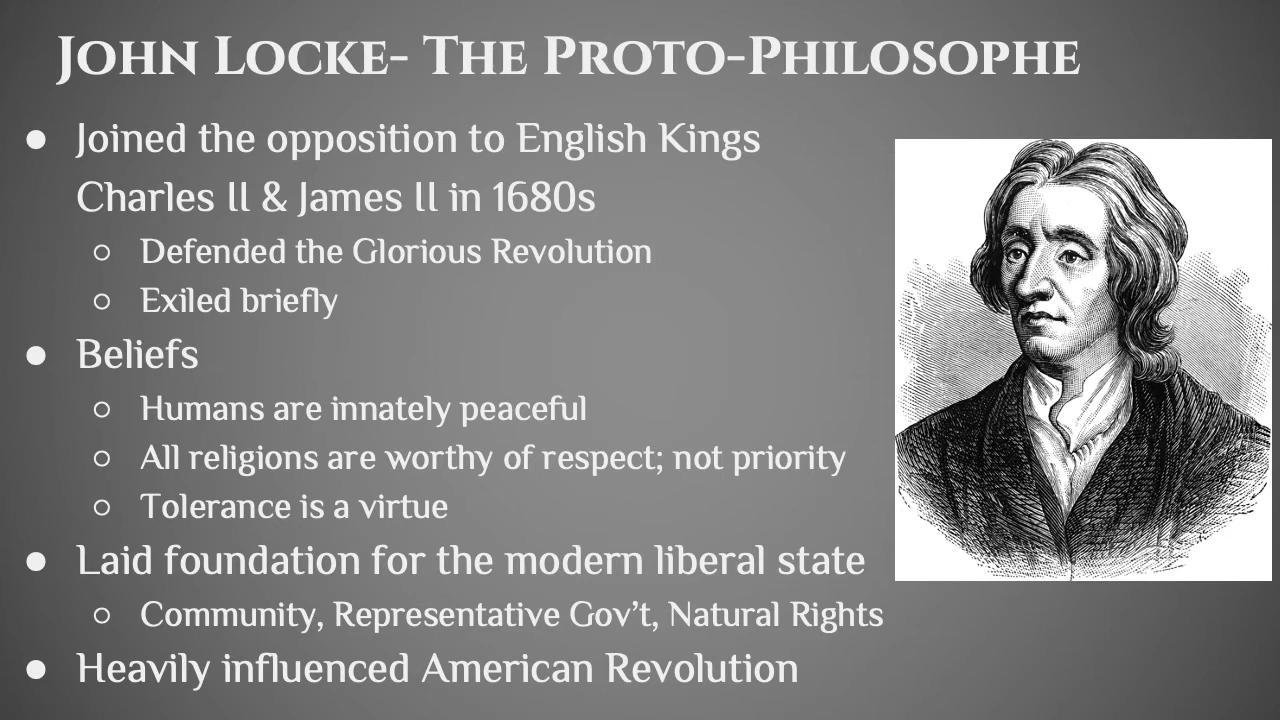 John Locke- The Proto-Philosophe
● Joined the opposition to English Kings
Charles II & James II in 1680s
○ Defended the Glorious Revolution
○ Exiled briefly
● Beliefs
○ Humans are innately peaceful
○ All religions are worthy of respect; not priority
○ Tolerance is a virtue
● Laid foundation for the modern liberal state
○ Community, Representative Gov’t, Natural Rights
● Heavily influenced American Revolution